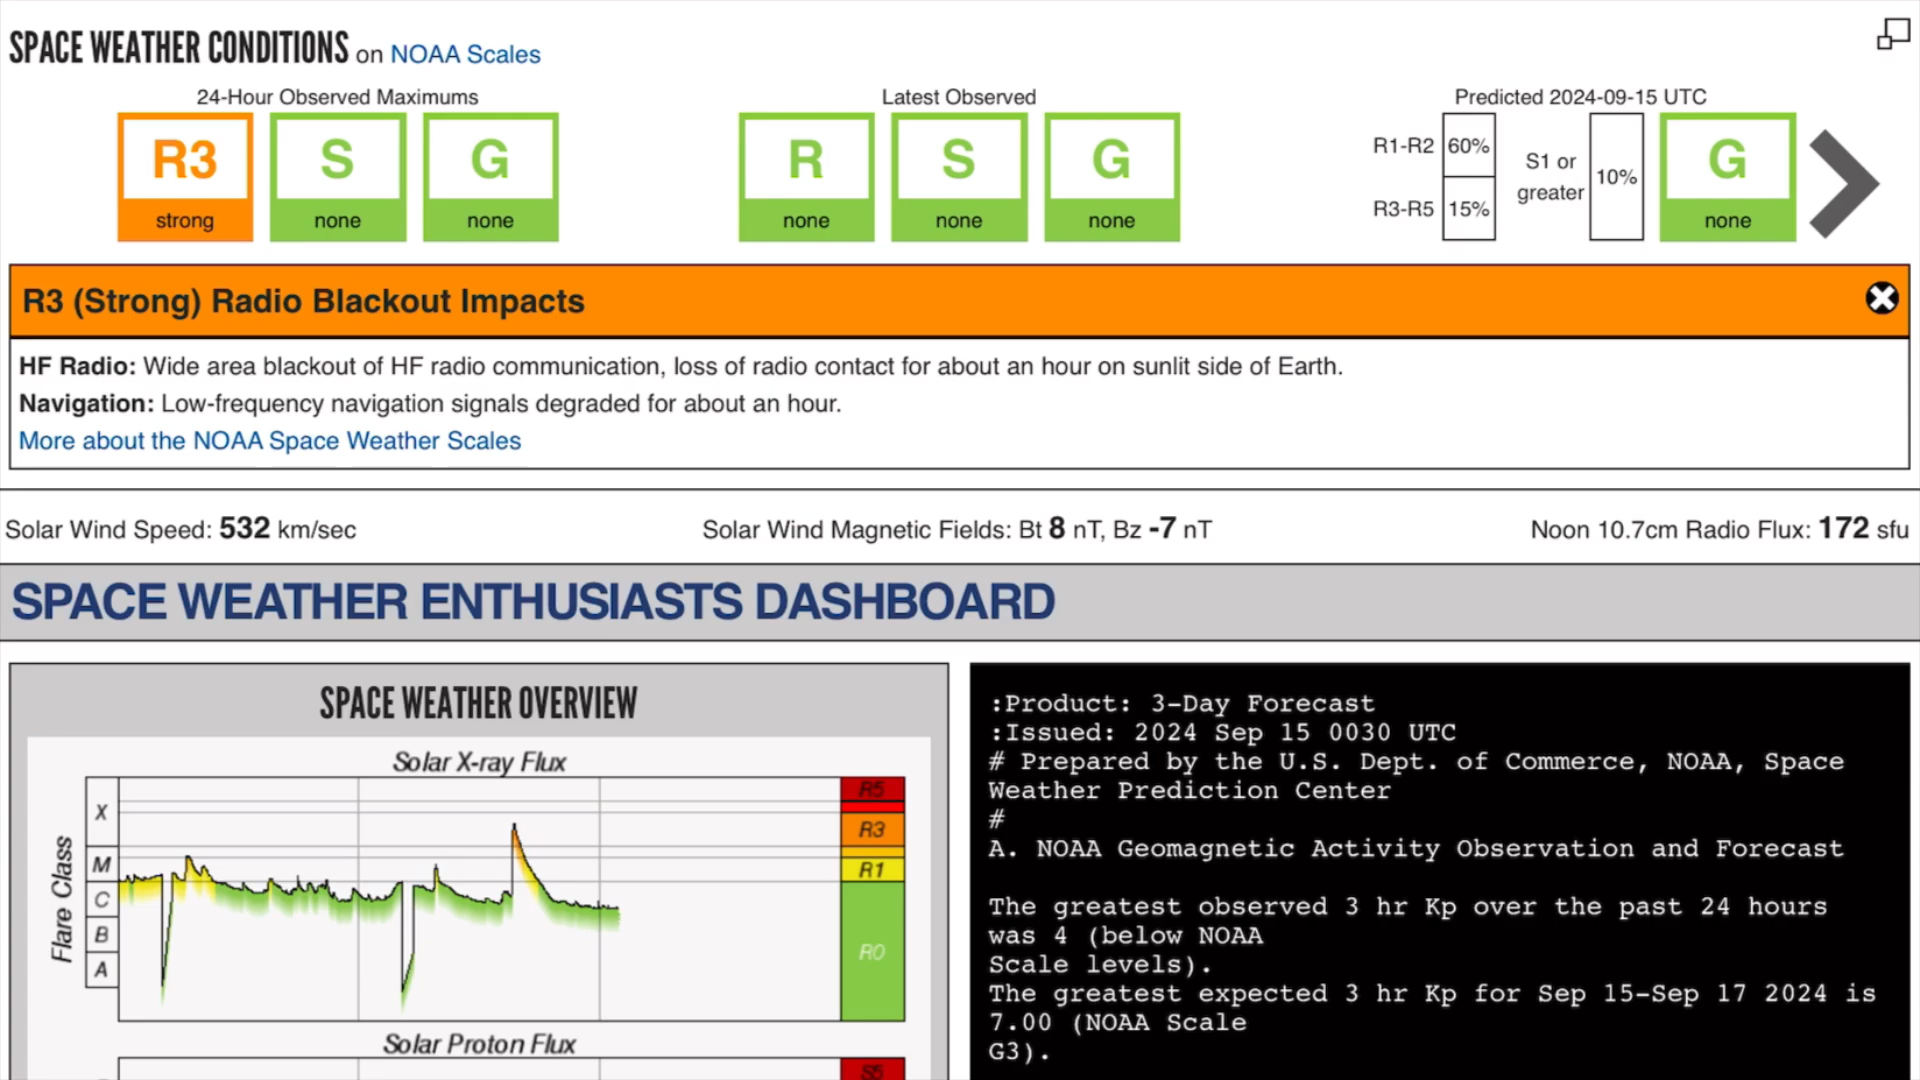 SPACE WEATHER CONDITIONS on NOAA Scales
24-Hour Observed Maximums
R3
strong
S
none
G
none
Latest Observed
R
none
S
none
G
none
Predicted 2024-09-15 UTC
R1-R2 60%
R3-R5 15%
S1 or greater 10%
G
none
R3 (Strong) Radio Blackout Impacts
HF Radio: Wide area blackout of HF radio communication, loss of radio contact for about an hour on sunlit side of Earth.
Navigation: Low-frequency navigation signals degraded for about an hour.
More about the NOAA Space Weather Scales
Solar Wind Speed: 532 km/sec
Solar Wind Magnetic Fields: Bt 8 nT, Bz -7 nT
Noon 10.7cm Radio Flux: 172 sfu
SPACE WEATHER ENTHUSIASTS DASHBOARD
SPACE WEATHER OVERVIEW
Solar X-ray Flux
Flare Class
X
M
C
B
A
R5
R3
R1
R0
Solar Proton Flux
S5
:Product: 3-Day Forecast
:Issued: 2024 Sep 15 0030 UTC
# Prepared by the U.S. Dept. of Commerce, NOAA, Space
Weather Prediction Center
#
A. NOAA Geomagnetic Activity Observation and Forecast
The greatest observed 3 hr Kp over the past 24 hours
was 4 (below NOAA
Scale levels).
The greatest expected 3 hr Kp for Sep 15-Sep 17 2024 is
7.00 (NOAA Scale
G3).